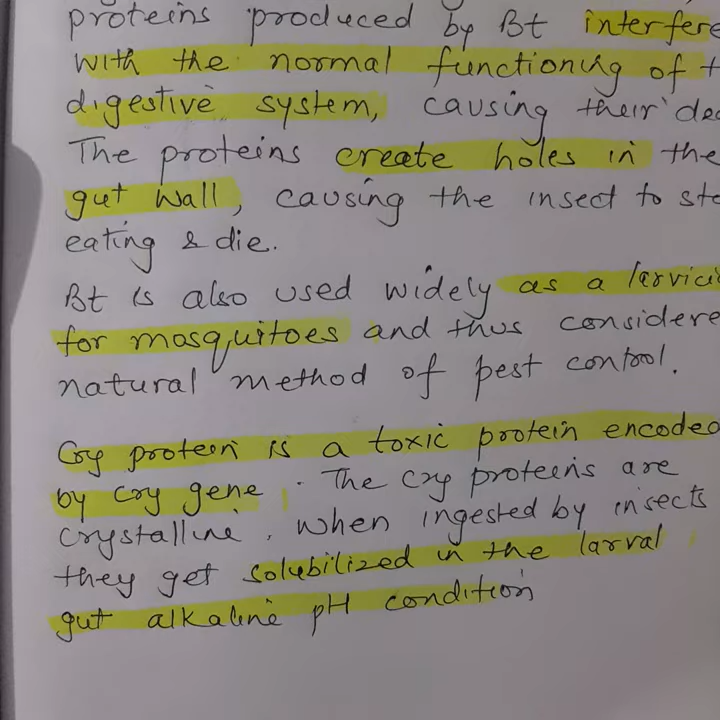 proteins produced by Bt interfere
with the normal functioning of
digestive system, causing their
The proteins create holes in the
gut wall, causing the insect to
eating & die.
Bt is also used widely as a
for mosquitoes and thus considere
natural method of pest control.
Cry protein is a toxic protein encoded
by cry gene. The cry proteins are
crystalline. When ingested by insects
they get solubilized in the larval
gut alkaline pH condition